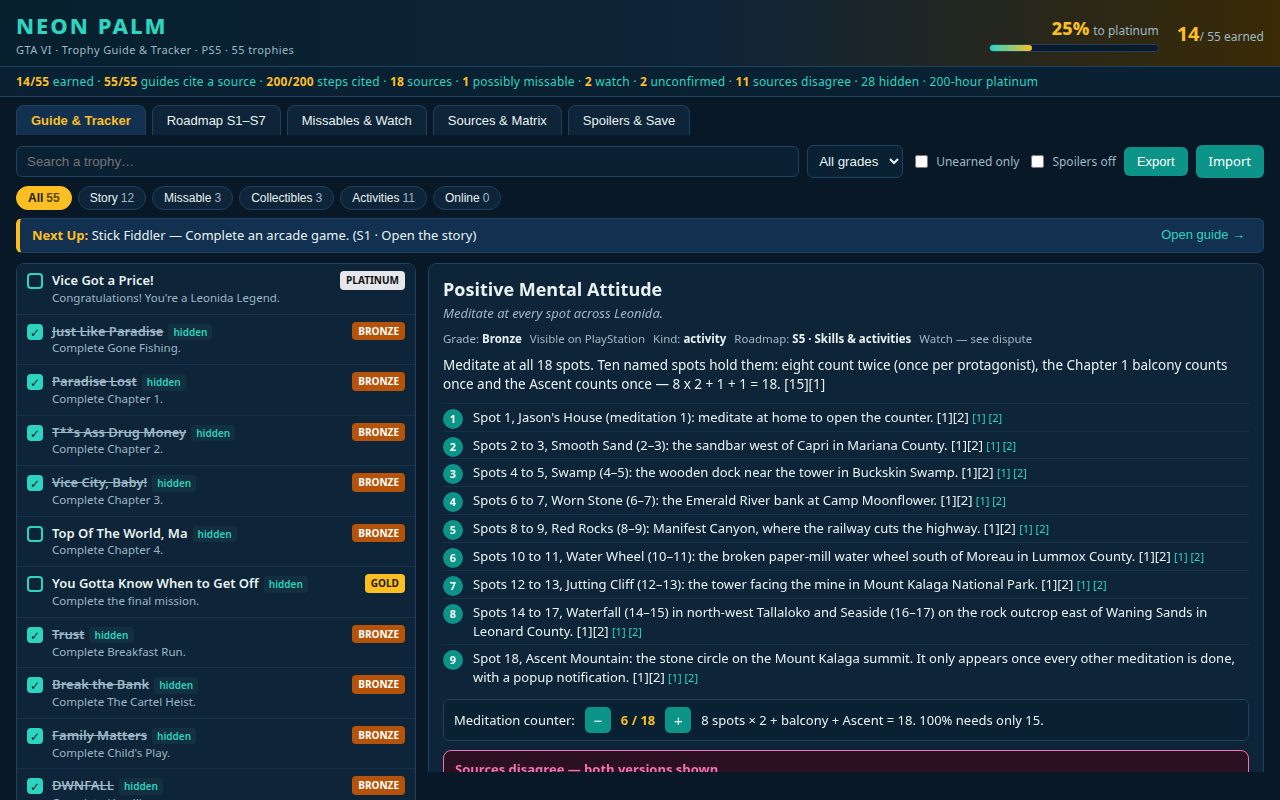 NEON PALM
GTA VI · Trophy Guide & Tracker · PS5 · 55 trophies
25% to platinum
14/ 55 earned
14/55 earned · 55/55 guides cite a source · 200/200 steps cited · 18 sources · 1 possibly missable · 2 watch · 2 unconfirmed · 11 sources disagree · 28 hidden · 200-hour platinum
Guide & Tracker
Roadmap S1–S7
Missables & Watch
Sources & Matrix
Spoilers & Save
Search a trophy…
All grades
Unearned only
Spoilers off
Export
Import
All 55
Story 12
Missable 3
Collectibles 3
Activities 11
Online 0
Next Up: Stick Fiddler — Complete an arcade game. (S1 · Open the story)
Open guide →
Vice Got a Price!
PLATINUM
Congratulations! You're a Leonida Legend.
Just Like Paradise hidden
BRONZE
Complete Gone Fishing.
Paradise Lost hidden
BRONZE
Complete Chapter 1.
T**s Ass Drug Money hidden
BRONZE
Complete Chapter 2.
Vice City, Baby! hidden
BRONZE
Complete Chapter 3.
Top Of The World, Ma hidden
BRONZE
Complete Chapter 4.
You Gotta Know When to Get Off hidden
GOLD
Complete the final mission.
Trust hidden
BRONZE
Complete Breakfast Run.
Break the Bank hidden
BRONZE
Complete The Cartel Heist.
Family Matters hidden
BRONZE
Complete Child's Play.
DWNFALL hidden
BRONZE
Positive Mental Attitude
Meditate at every spot across Leonida.
Grade: Bronze Visible on PlayStation Kind: activity Roadmap: S5 · Skills & activities Watch — see dispute
Meditate at all 18 spots. Ten named spots hold them: eight count twice (once per protagonist), the Chapter 1 balcony counts
once and the Ascent counts once — 8 x 2 + 1 + 1 = 18. [15][1]
1 Spot 1, Jason's House (meditation 1): meditate at home to open the counter. [1][2] [1] [2]
2 Spots 2 to 3, Smooth Sand (2–3): the sandbar west of Capri in Mariana County. [1][2] [1] [2]
3 Spots 4 to 5, Swamp (4–5): the wooden dock near the tower in Buckskin Swamp. [1][2] [1] [2]
4 Spots 6 to 7, Worn Stone (6–7): the Emerald River bank at Camp Moonflower. [1][2] [1] [2]
5 Spots 8 to 9, Red Rocks (8–9): Manifest Canyon, where the railway cuts the highway. [1][2] [1] [2]
6 Spots 10 to 11, Water Wheel (10–11): the broken paper-mill water wheel south of Moreau in Lummox County. [1][2] [1] [2]
7 Spots 12 to 13, Jutting Cliff (12–13): the tower facing the mine in Mount Kalaga National Park. [1][2] [1] [2]
8 Spots 14 to 17, Waterfall (14–15) in north-west Tallaloko and Seaside (16–17) on the rock outcrop east of Waning Sands in
Leonard County. [1][2] [1] [2]
9 Spot 18, Ascent Mountain: the stone circle on the Mount Kalaga summit. It only appears once every other meditation is done,
with a popup notification. [1][2] [1] [2]
Meditation counter: − 6 / 18 + 8 spots × 2 + balcony + Ascent = 18. 100% needs only 15.
Sources disagree — both versions shown